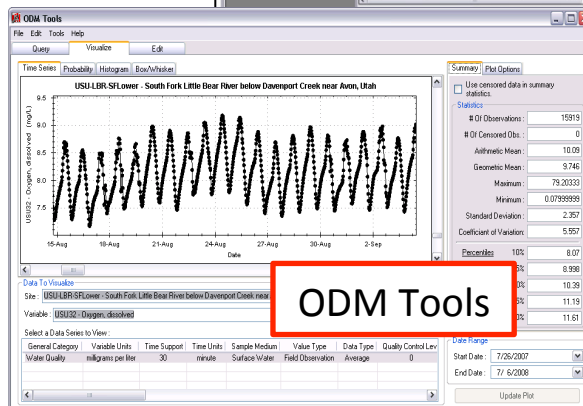 ODM Tools
File Edit Tools Help
Query Visualize Edit
Time Series Probability Histogram Box/Whisker
USU-LBR-SFLower - South Fork Little Bear River below Davenport Creek near Avon, Utah
USU32 - Oxygen, dissolved (mg/L)
9.5
9.0
8.5
8.0
7.5
15-Aug 18-Aug 21-Aug 24-Aug 27-Aug 30-Aug 2-Sep
Date
Data To Visualize
Site : USU-LBR-SFLower - South Fork Little Bear River below Davenport Creek near
Variable : USU32 - Oxygen, dissolved
Select a Data Series to View :
General Category Variable Units Time Support Time Units Sample Medium Value Type Data Type Quality Control Lev
Water Quality milligrams per liter 30 minute Surface Water Field Observation Average 0
Summary Plot Options
Use censored data in summary
statistics.
Statistics
# Of Observations : 15919
# Of Censored Obs. : 0
Arithmetic Mean : 10.09
Geometric Mean : 9.746
Maximum : 79.20333
Minimum : 0.07999999
Standard Deviation : 2.357
Coefficiant of Variation: 5.557
Percentiles 10% 8.07
5% 8.998
10.39
11.19
0% 11.61
Date Range
Start Date : 7/26/2007
End Date : 7/ 6/2008
Update Plot
ODM Tools